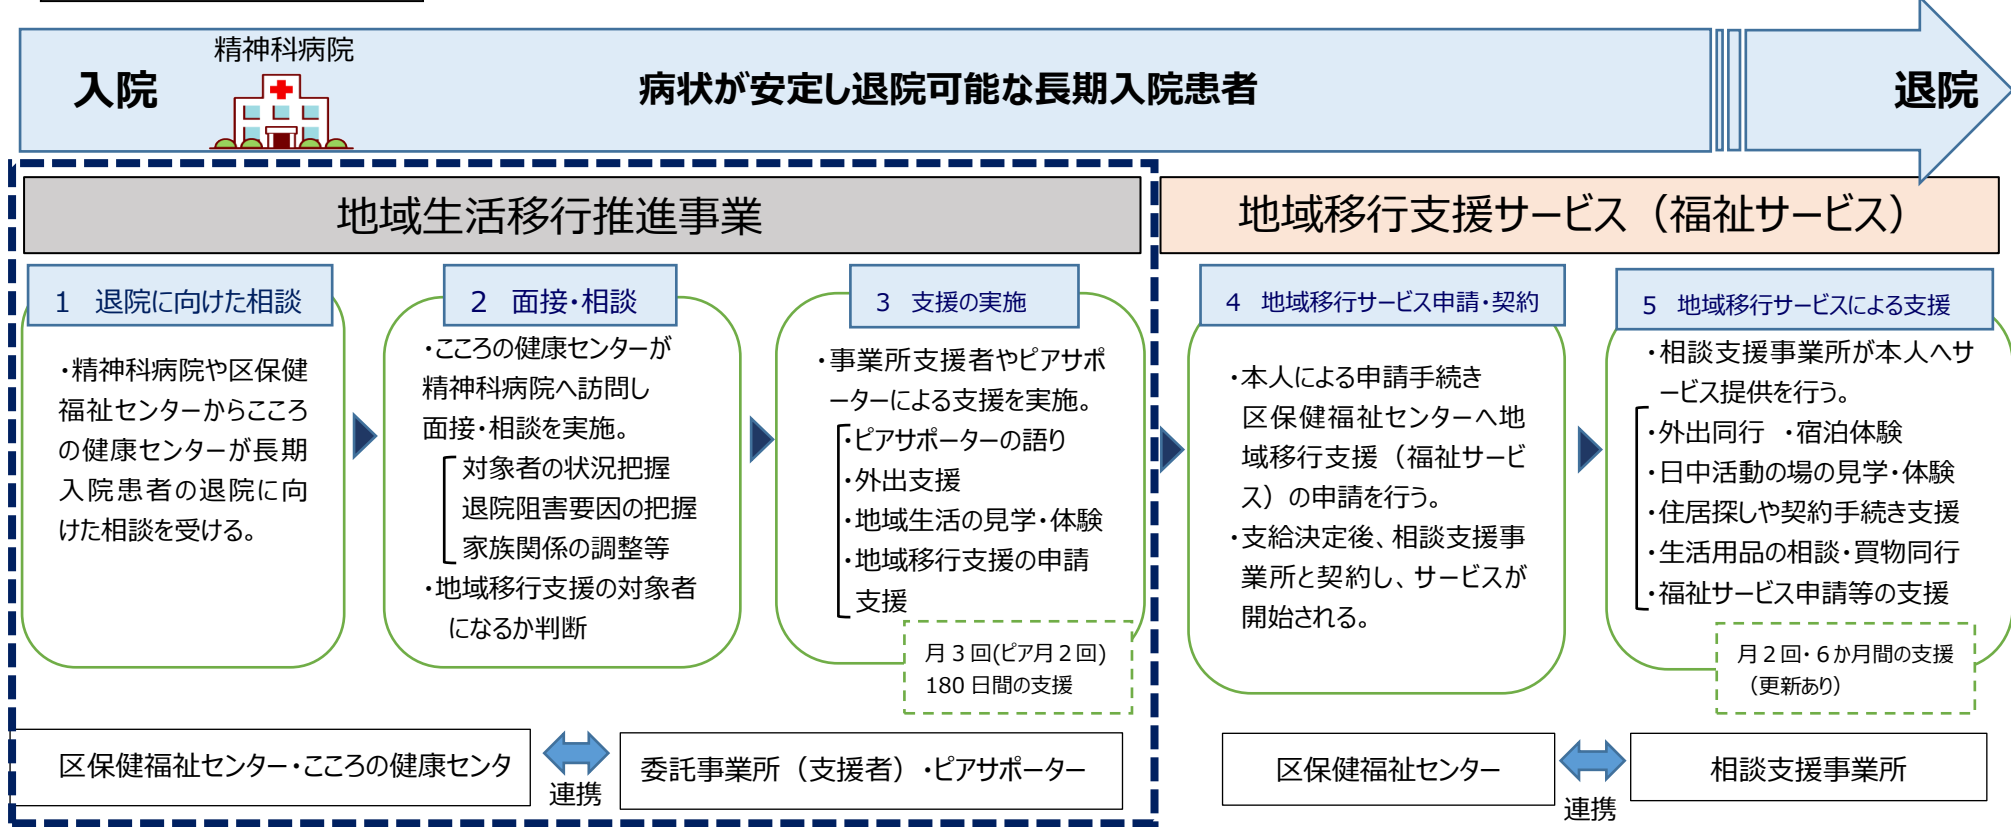 精神科病院
入院
病状が安定し退院可能な長期入院患者
退院
地域生活移行推進事業
地域移行支援サービス（福祉サービス）
1　退院に向けた相談
・精神科病院や区保健
福祉センターからこころ
の健康センターが長期
入院患者の退院に向
けた相談を受ける。
2　面接・相談
・こころの健康センターが
精神科病院へ訪問し
面接・相談を実施。
対象者の状況把握
退院阻害要因の把握
家族関係の調整等
・地域移行支援の対象者
になるか判断
3　支援の実施
・事業所支援者やピアサポ
ーターによる支援を実施。
・ピアサポーターの語り
・外出支援
・地域生活の見学・体験
・地域移行支援の申請
支援
月３回(ピア月２回)
180 日間の支援
4　地域移行サービス申請・契約
・本人による申請手続き
区保健福祉センターへ地
域移行支援（福祉サービ
ス）の申請を行う。
・支給決定後、相談支援事
業所と契約し、サービスが
開始される。
5　地域移行サービスによる支援
・相談支援事業所が本人へサ
ービス提供を行う。
・外出同行　・宿泊体験
・日中活動の場の見学・体験
・住居探しや契約手続き支援
・生活用品の相談・買物同行
・福祉サービス申請等の支援
月２回・６か月間の支援
（更新あり）
区保健福祉センター・こころの健康センタ
連携
委託事業所（支援者）・ピアサポーター
区保健福祉センター
連携
相談支援事業所